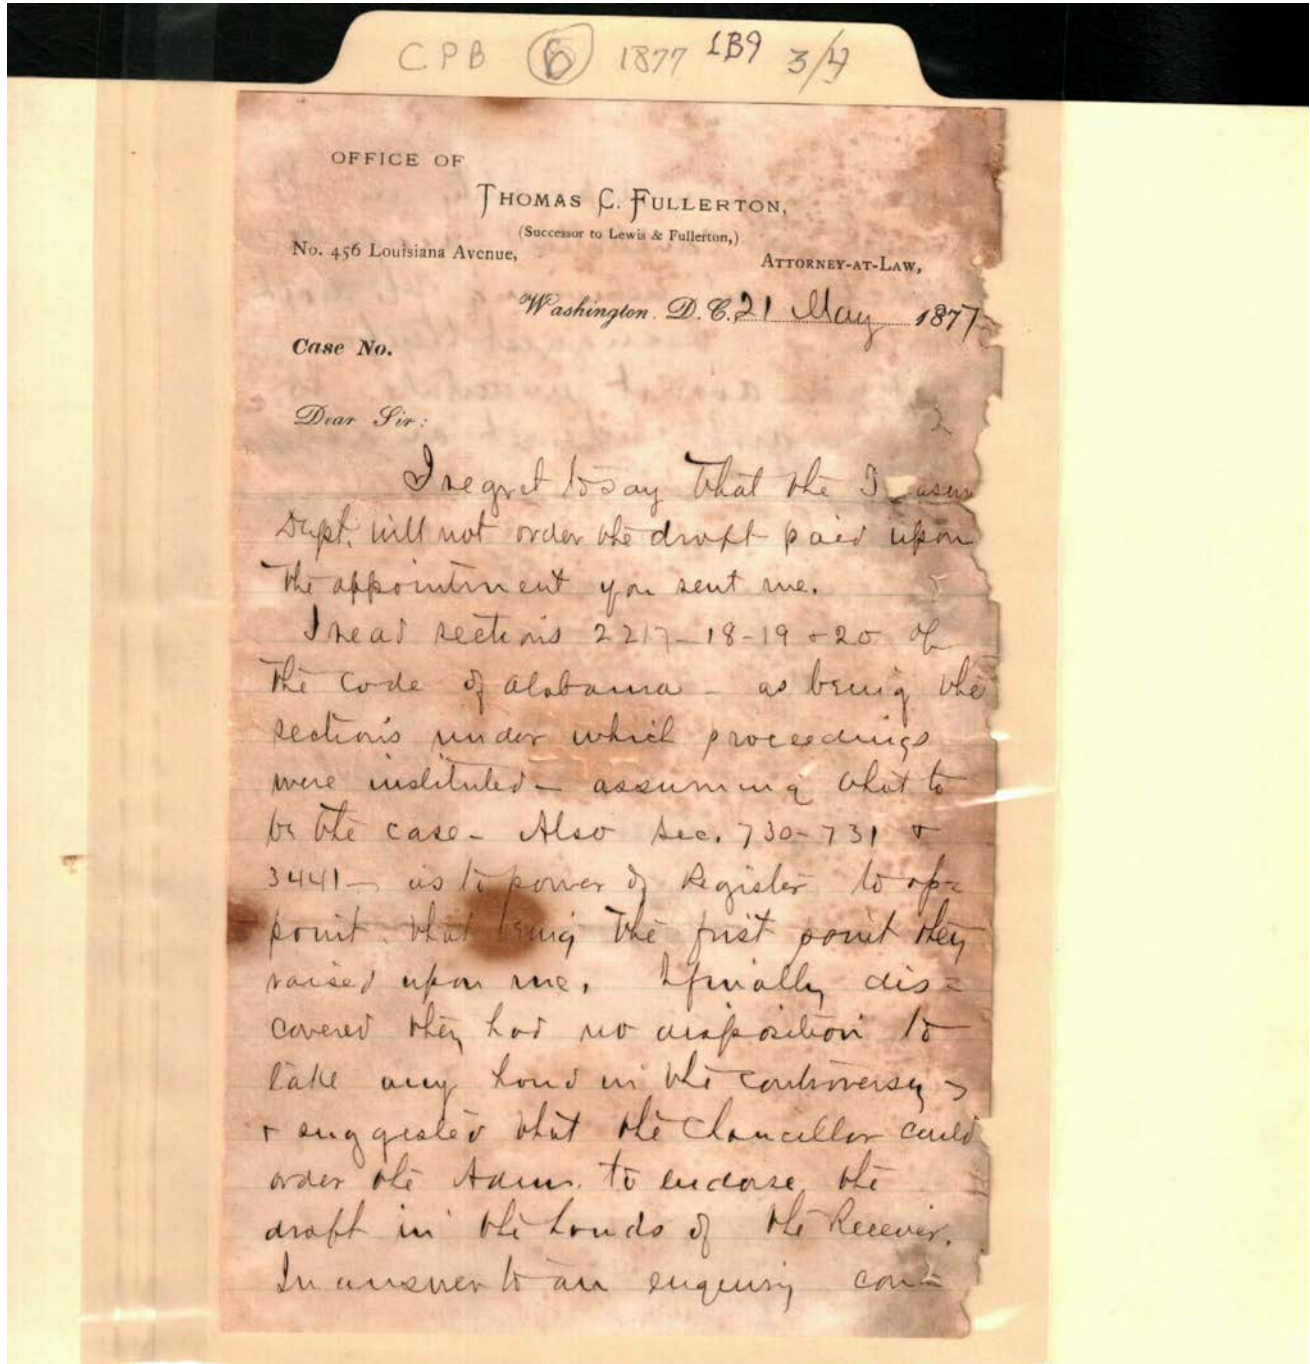 CPB 6 1877 LB9 3/4
OFFICE OF
THOMAS C. FULLERTON,
(Successor to Lewis & Fullerton,)
No. 456 Louisiana Avenue,
ATTORNEY-AT-LAW,
Washington. D. C. 21 May 1877
Case No.
Dear Sir:
I regret to say that the
Dept. will not order the draft paid upon
the appointment you sent me.
I read sections 2217-18-19 + 20 of
the Code of Alabama - as being the
sections under which proceedings
were instituted - assuming that to
be the case - Also Sec. 730-731 +
3441 - as to power of Register to ap-
point that being the first point they
raised upon me. I finally dis-
covered they had no disposition to
take any hand in the controversy -
+ suggested that the Chancellor could
order the Admr. to endorse the
draft in the hands of the Receiver.
In answer to an enquiry con-